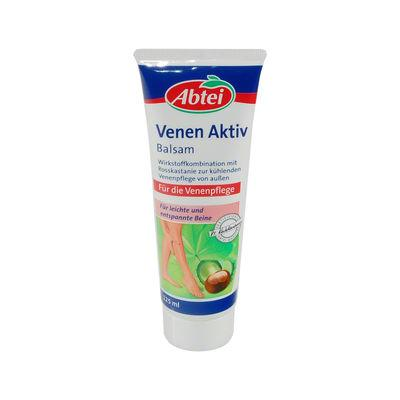 Abtei
Venen Aktiv
Balsam
Wirkstoffkombination mit
Rosskastanie zur kühlenden
Venenpflege von außen
Für die Venenpflege
Für leichte und
entspannte Beine
125 ml